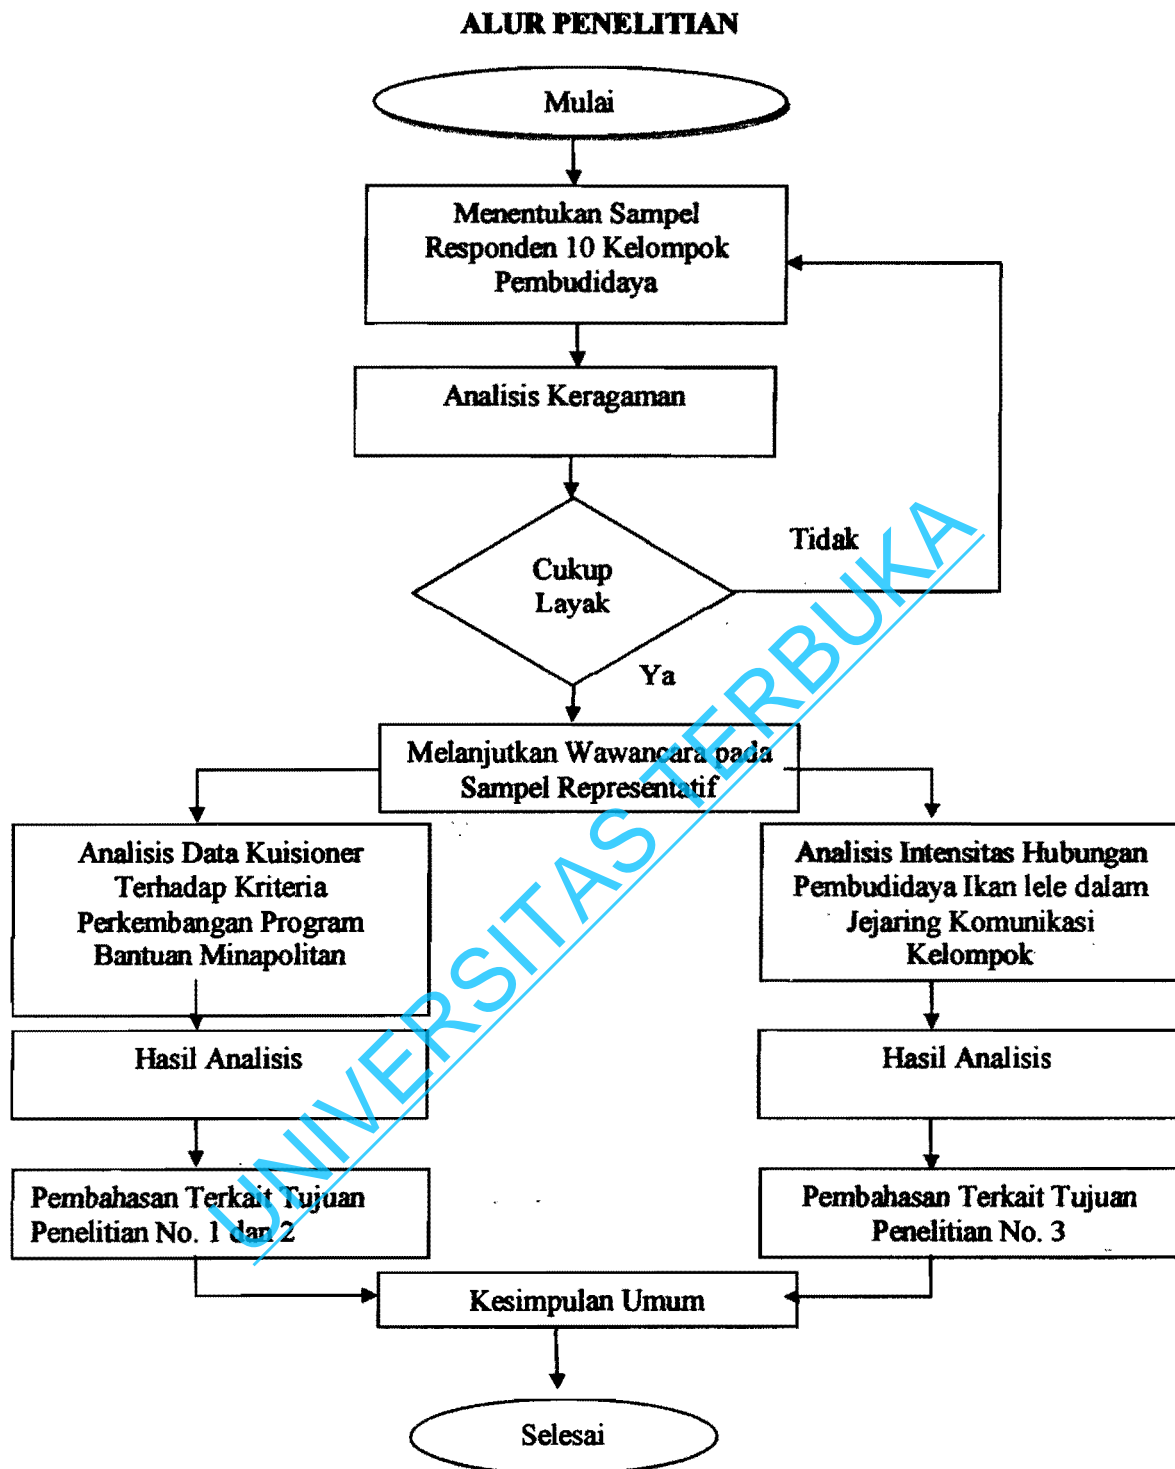 ALUR PENELITIAN
Mulai
Menentukan Sampel
Responden 10 Kelompok
Pembudidaya
Analisis Keragaman
Cukup
Layak
Tidak
Ya
Melanjutkan Wawancara pada
Sampel Representatif
Analisis Data Kuisioner
Terhadap Kriteria
Perkembangan Program
Bantuan Minapolitan
Analisis Intensitas Hubungan
Pembudidaya Ikan lele dalam
Jejaring Komunikasi
Kelompok
Hasil Analisis
Hasil Analisis
Pembahasan Terkait Tujuan
Penelitian No. 1 dan 2
Pembahasan Terkait Tujuan
Penelitian No. 3
Kesimpulan Umum
Selesai
UNIVERSITAS TERBUKA